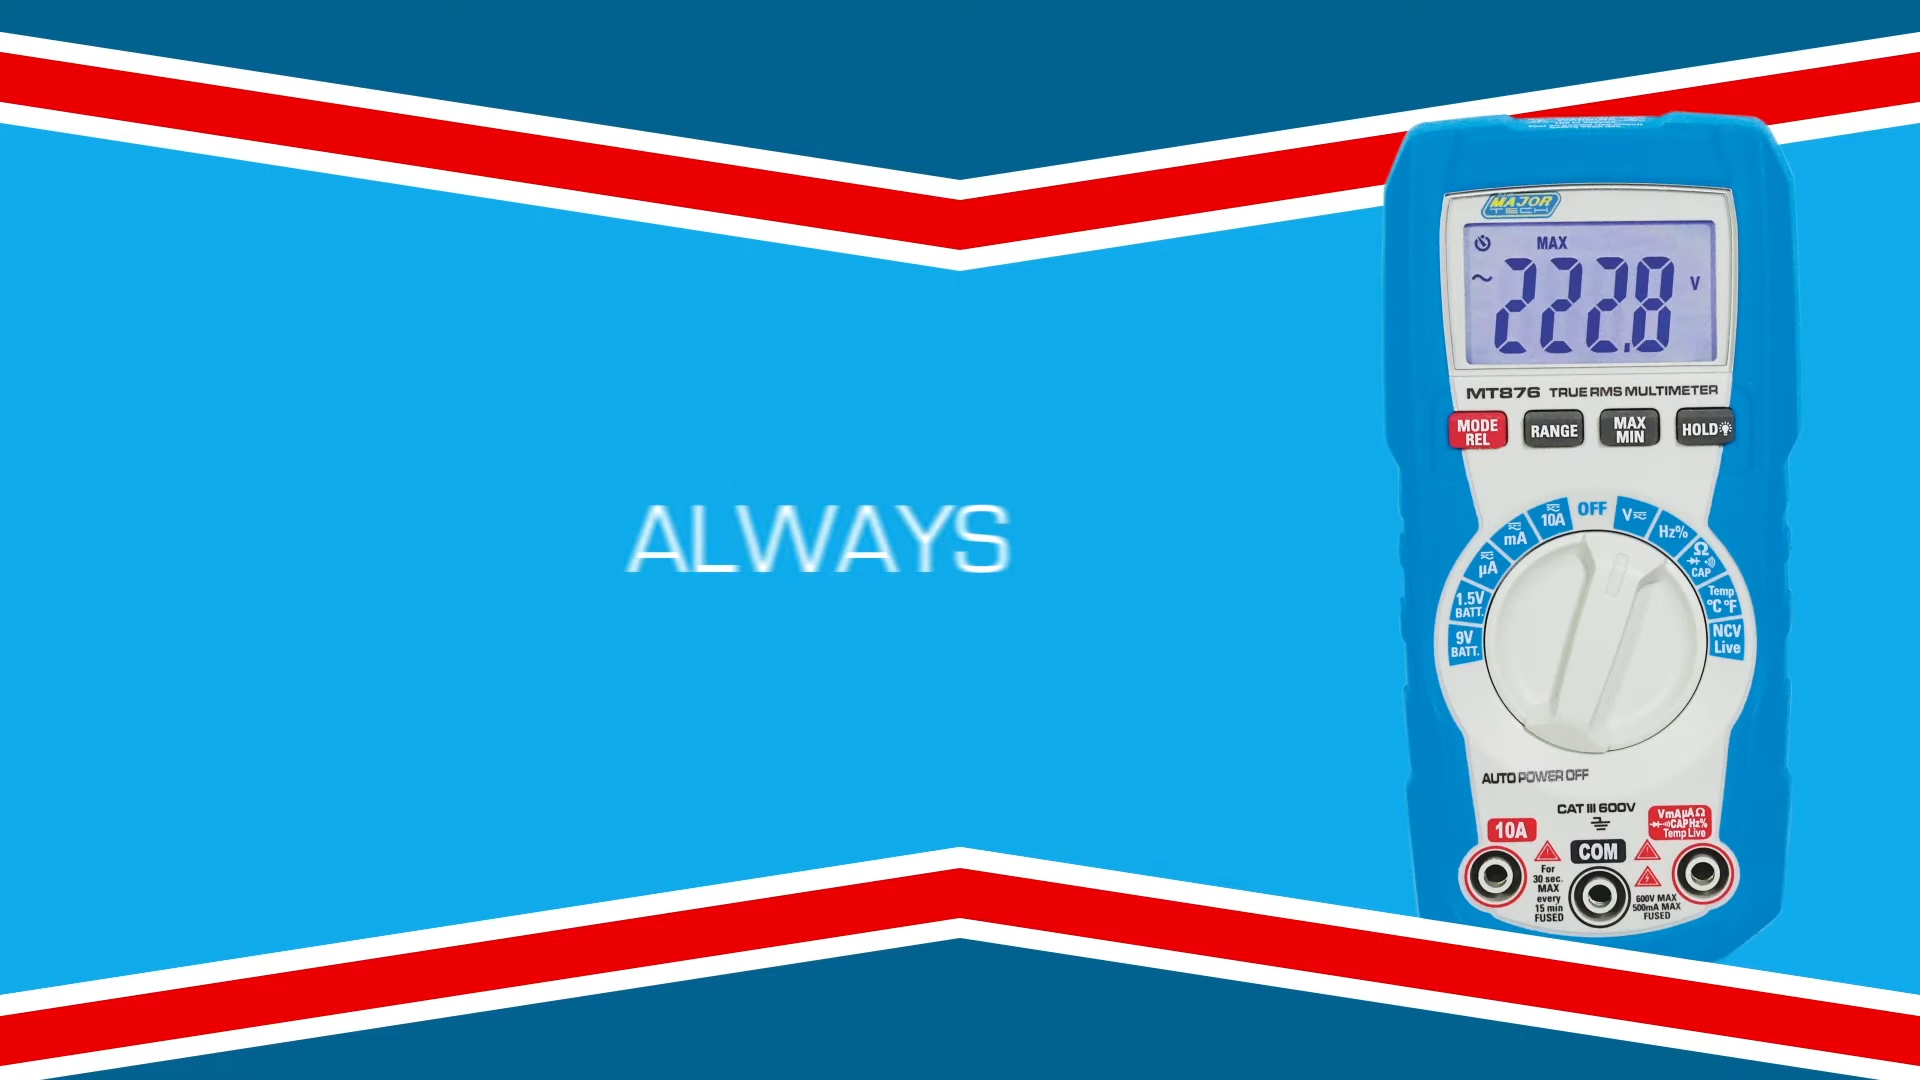 ALWAYS
MAJOR
TECH
MAX
222.8 V
MT876 TRUE RMS MULTIMETER
MODE
REL
RANGE
MAX
MIN
HOLD
OFF
10A
mA
µA
1.5V
BATT.
9V
BATT.
V
Hz%
Ω
CAP
Temp
°C °F
NCV
Live
AUTO POWER OFF
CAT III 600V
10A
COM
VmAµAΩ
CAPHz%
Temp Live
For
30 sec.
MAX
every
15 min
FUSED
600V MAX
500mA MAX
FUSED